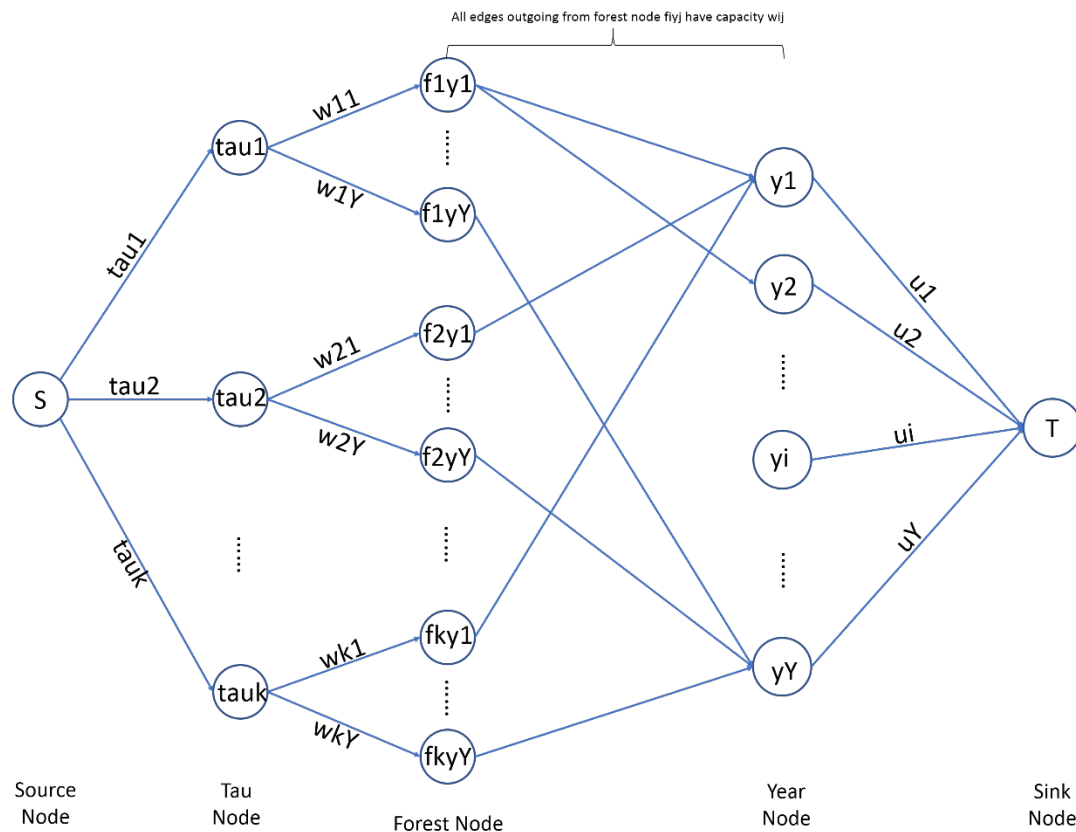 All edges outgoing from forest node fiyj have capacity wij
S
tau1
tau2
tauk
tau1
tau2
tauk
w11
w1Y
w21
w2Y
wk1
wkY
f1y1
f1yY
f2y1
f2yY
fky1
fkyY
y1
y2
yi
yY
u1
u2
ui
uY
T
Source
Node
Tau
Node
Forest Node
Year
Node
Sink
Node